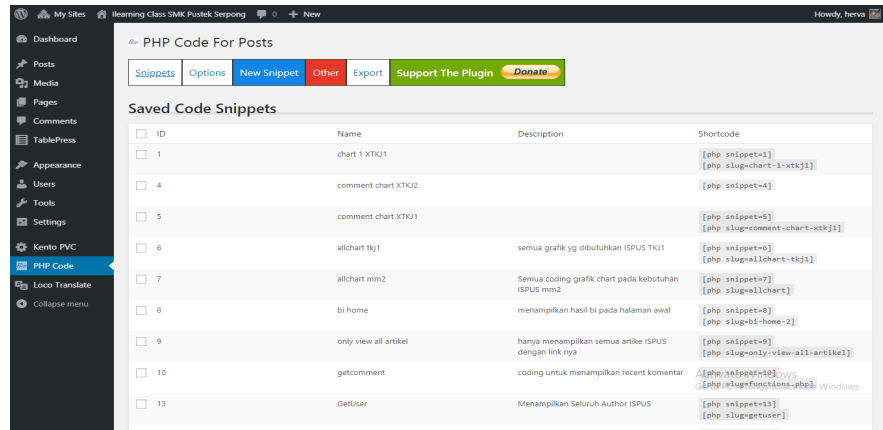 My Sites Ilearning Class SMK Pustek Serpong 0 + New Howdy, herva
Dashboard
Posts
Media
Pages
Comments
TablePress
Appearance
Users
Tools
Settings
Kento PVC
PHP Code
Loco Translate
Collapse menu
PHP Code For Posts
Snippets Options New Snippet Other Export Support The Plugin Donate
Saved Code Snippets
ID Name Description Shortcode
1 chart 1 XTKJ1 [php snippet=1]
[php slug=chart-1-xtkj1]
4 comment chart XTKJ2 [php snippet=4]
5 comment chart XTKJ1 [php snippet=5]
[php slug=comment-chart-xtkj1]
6 allchart tkj1 semua grafik yg dibutuhkan ISPUS TKJ1 [php snippet=6]
[php slug=allchart-tkj1]
7 allchart mm2 Semua coding grafik chart pada kebutuhan [php snippet=7]
ISPUS mm2 [php slug=allchart]
8 bi home menampilkan hasil bi pada halaman awal [php snippet=8]
[php slug=bi-home-2]
9 only view all artikel hanya menampilkan semua artike ISPUS [php snippet=9]
dengan link nya [php slug=only-view-all-artikel]
10 getcomment coding untuk menampilkan recent komentar [php snippet=10]
[php slug=functions.php]
Activate Windows
Go to PC settings to activate Windows.
13 GetUser Menampilkan Seluruh Author ISPUS [php snippet=13]
[php slug=getuser]